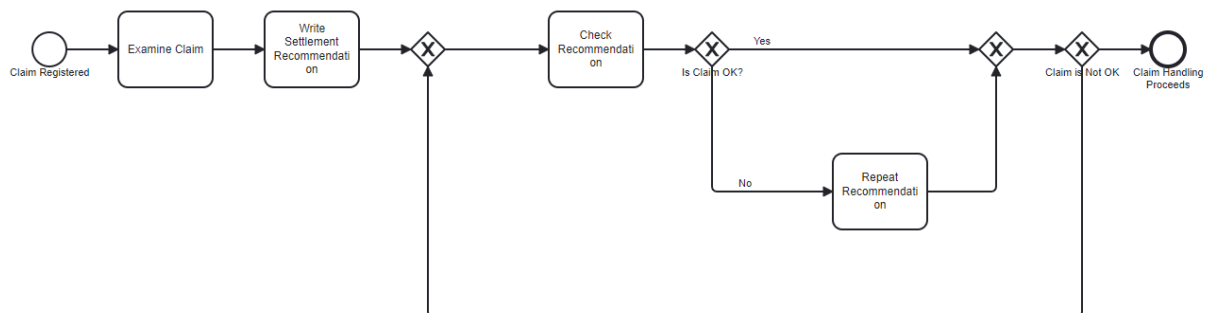 Claim Registered
Examine Claim
Write
Settlement
Recommendati
on
Check
Recommendati
on
Is Claim OK?
Yes
No
Repeat
Recommendati
on
Claim is Not OK
Claim Handling
Proceeds